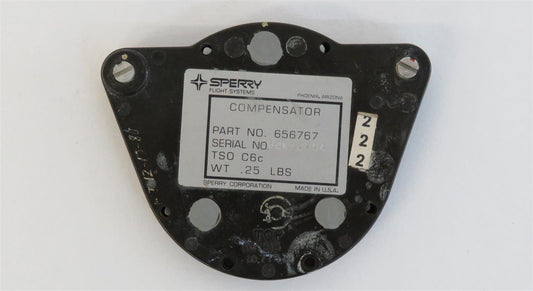 SPERRY
FLIGHT SYSTEMS
PHOENIX, ARIZONA
COMPENSATOR
PART NO. 656767
SERIAL NO.
TSO C6c
WT .25 LBS
SPERRY CORPORATION
MADE IN U.S.A.
2
2
2